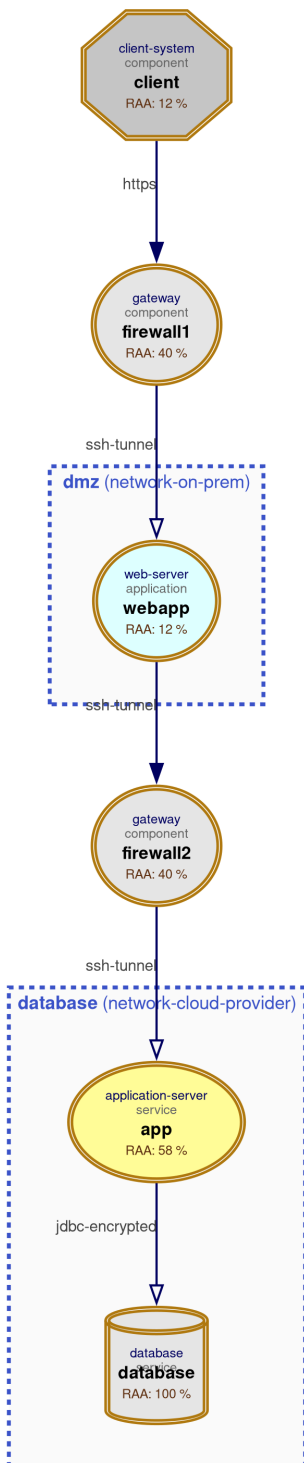 client-system
component
client
RAA: 12 %
https
gateway
component
firewall1
RAA: 40 %
ssh-tunnel
dmz (network-on-prem)
web-server
application
webapp
RAA: 12 %
ssh-tunnel
gateway
component
firewall2
RAA: 40 %
ssh-tunnel
database (network-cloud-provider)
application-server
service
app
RAA: 58 %
jdbc-encrypted
database
service
database
RAA: 100 %